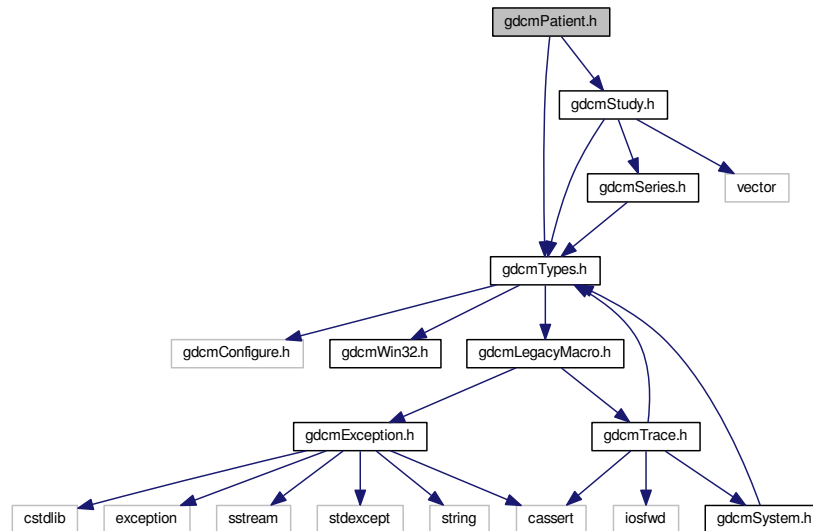 gdcmPatient.h
gdcmStudy.h
gdcmSeries.h
vector
gdcmTypes.h
gdcmConfigure.h
gdcmWin32.h
gdcmLegacyMacro.h
gdcmException.h
gdcmTrace.h
cstdlib
exception
sstream
stdexcept
string
cassert
iosfwd
gdcmSystem.h